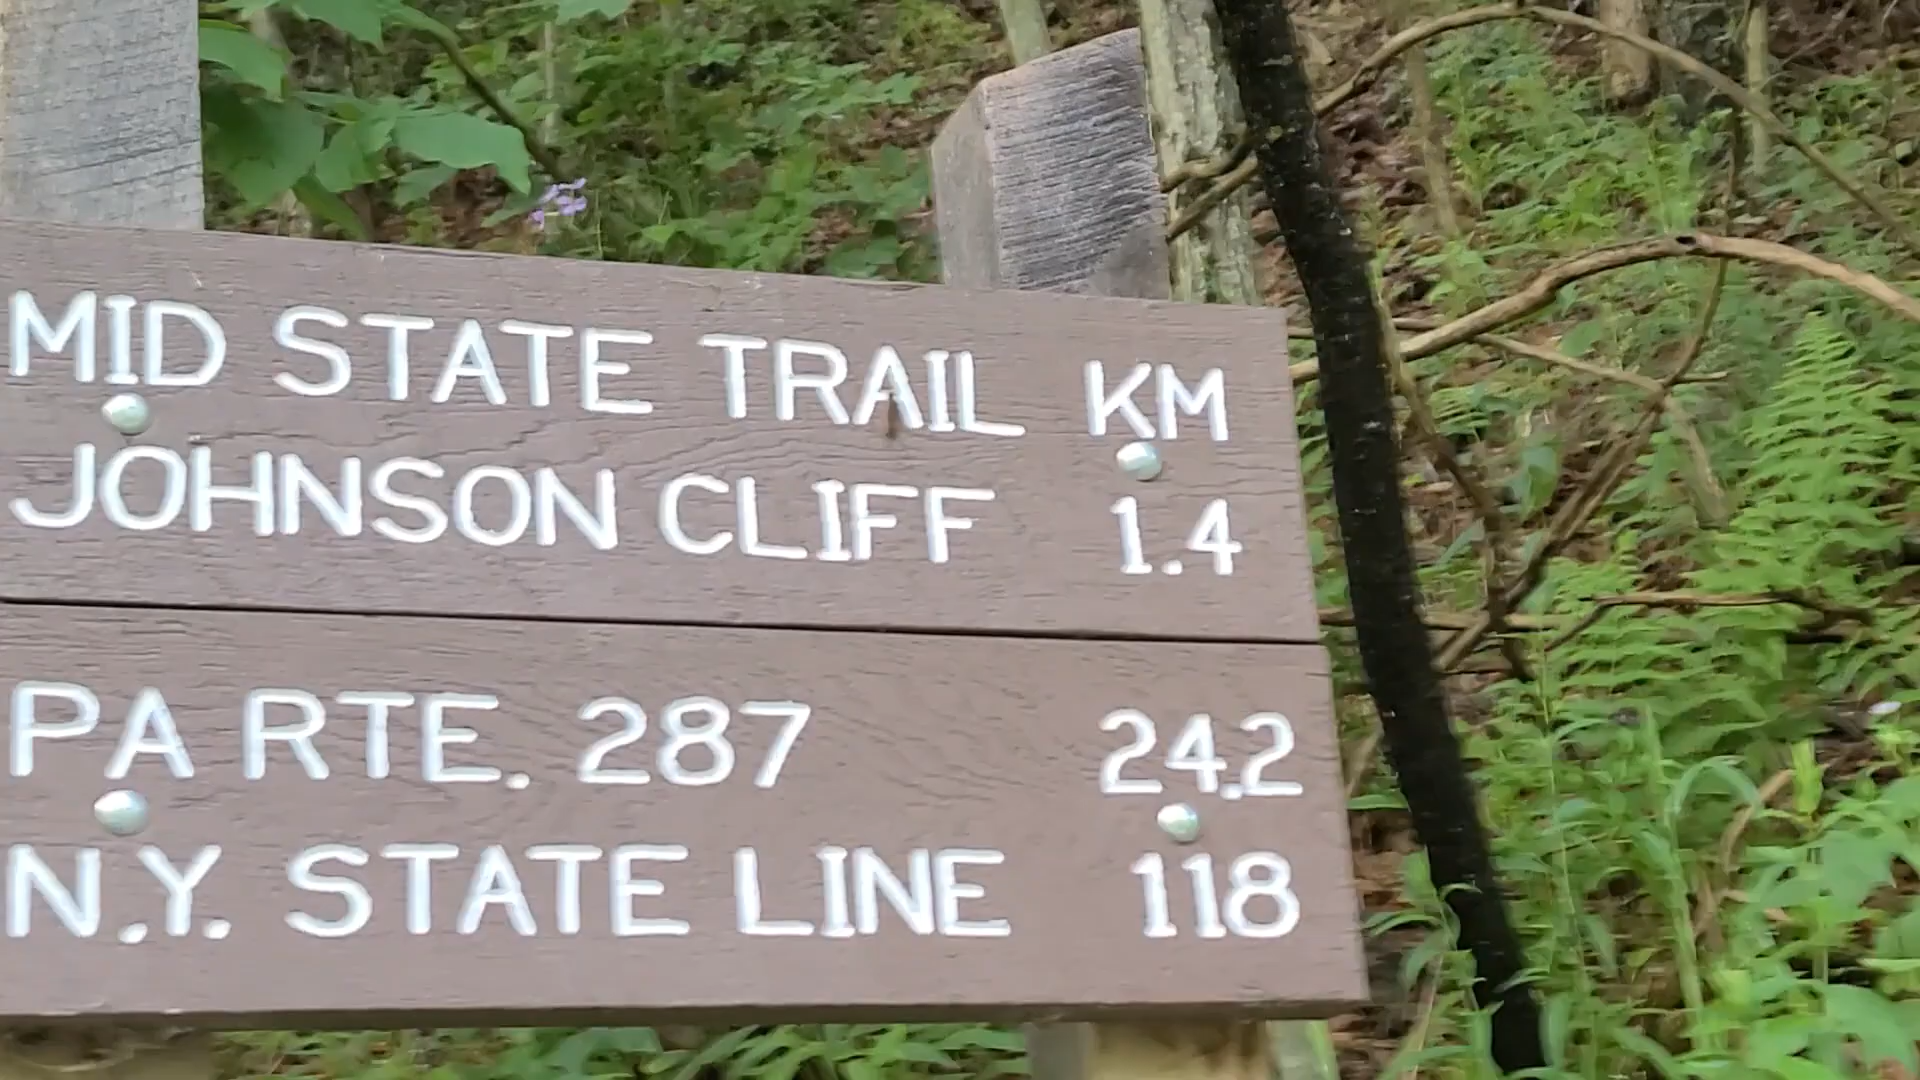 MID STATE TRAIL KM
JOHNSON CLIFF 1.4
PA RTE. 287 24.2
N.Y. STATE LINE 118